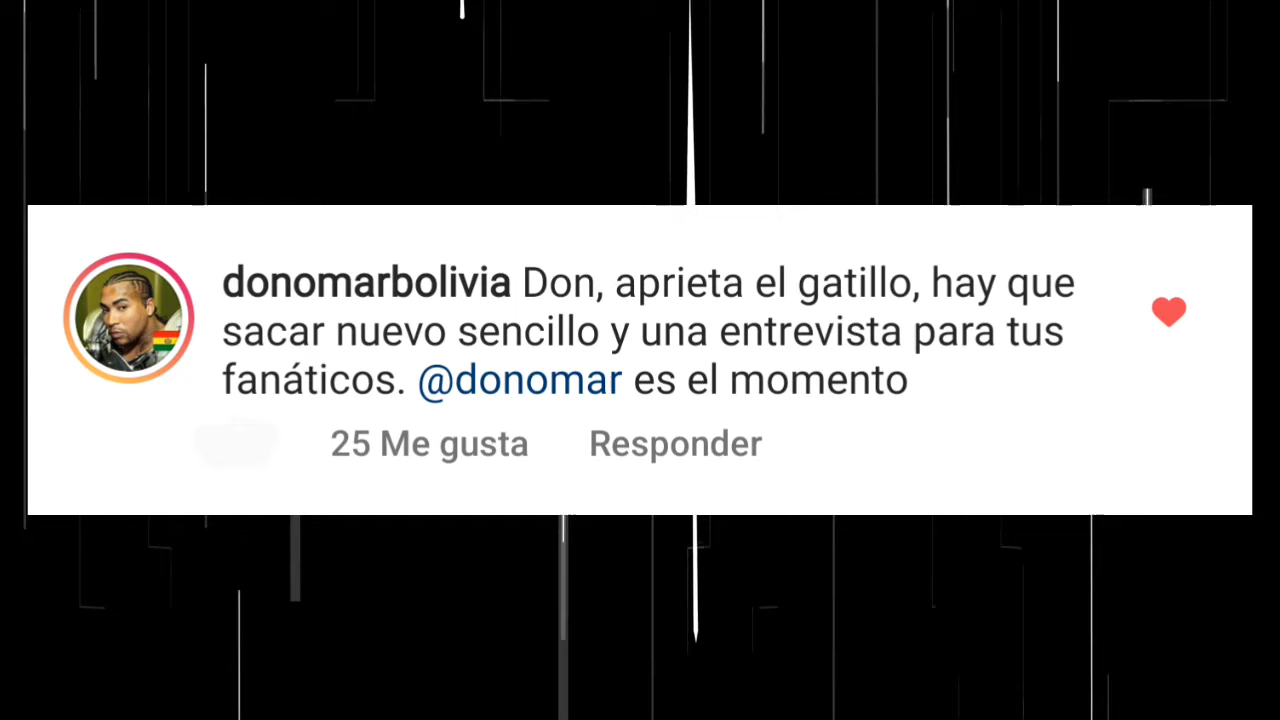 donomarbolivia Don, aprieta el gatillo, hay que
sacar nuevo sencillo y una entrevista para tus
fanáticos. @donomar es el momento
25 Me gusta Responder